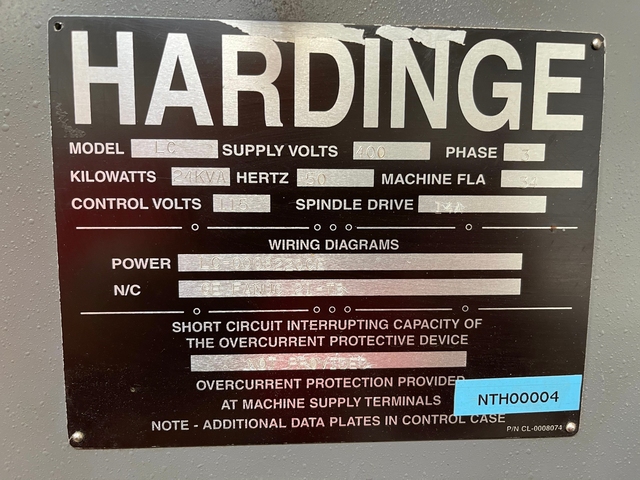 HARDINGE
MODEL LC SUPPLY VOLTS 400 PHASE 3
KILOWATTS 24KVA HERTZ 50 MACHINE FLA
CONTROL VOLTS 115 SPINDLE DRIVE
WIRING DIAGRAMS
POWER
N/C
SHORT CIRCUIT INTERRUPTING CAPACITY OF
THE OVERCURRENT PROTECTIVE DEVICE
NOT PROVIDED
OVERCURRENT PROTECTION PROVIDED
AT MACHINE SUPPLY TERMINALS
NTH00004
NOTE - ADDITIONAL DATA PLATES IN CONTROL CASE
P/N CL-0008074